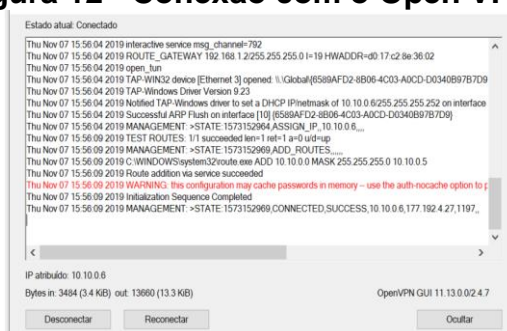 Figura 12 - Conexão com o Open
Estado atual: Conectado
Thu Nov 07 15:56:04 2019 interactive service msg_channel=792
Thu Nov 07 15:56:04 2019 ROUTE_GATEWAY 192.168.1.2/255.255.255.0 I=19 HWADDR=d0:17:c2:8e:36:02
Thu Nov 07 15:56:04 2019 open_tun
Thu Nov 07 15:56:04 2019 TAP-WIN32 device [Ethernet 3] opened: \\.\Global\{6589AFD2-8B06-4C03-A0CD-D0340B97B7D9
Thu Nov 07 15:56:04 2019 TAP-Windows Driver Version 9.23
Thu Nov 07 15:56:04 2019 Notified TAP-Windows driver to set a DHCP IP/netmask of 10.10.0.6/255.255.255.252 on interface
Thu Nov 07 15:56:04 2019 Successful ARP Flush on interface [10] {6589AFD2-8B06-4C03-A0CD-D0340B97B7D9}
Thu Nov 07 15:56:04 2019 MANAGEMENT: >STATE:1573152964,ASSIGN_IP,,10.10.0.6,,,,
Thu Nov 07 15:56:09 2019 TEST ROUTES: 1/1 succeeded len=1 ret=1 a=0 u/d=up
Thu Nov 07 15:56:09 2019 MANAGEMENT: >STATE:1573152969,ADD_ROUTES,,,,,,
Thu Nov 07 15:56:09 2019 C:\WINDOWS\system32\route.exe ADD 10.10.0.0 MASK 255.255.255.0 10.10.0.5
Thu Nov 07 15:56:09 2019 Route addition via service succeeded
Thu Nov 07 15:56:09 2019 WARNING: this configuration may cache passwords in memory -- use the auth-nocache option to p
Thu Nov 07 15:56:09 2019 Initialization Sequence Completed
Thu Nov 07 15:56:09 2019 MANAGEMENT: >STATE:1573152969,CONNECTED,SUCCESS,10.10.0.6,177.192.4.27,1197,,
IP atribuído: 10.10.0.6
Bytes in: 3484 (3.4 KiB) out: 13660 (13.3 KiB)
OpenVPN GUI 11.13.0.0/2.4.7
Desconectar
Reconectar
Ocultar